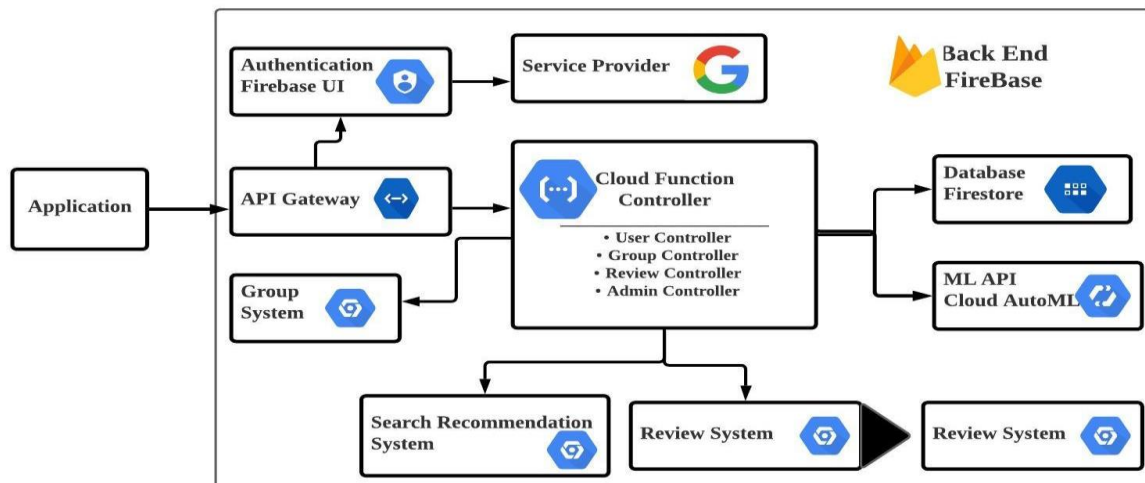 Authentication
Firebase UI
Service Provider
Back End
FireBase
Application
API Gateway
Cloud Function
Controller
• User Controller
• Group Controller
• Review Controller
• Admin Controller
Database
Firestore
Group
System
ML API
Cloud AutoML
Search Recommendation
System
Review System
Review System